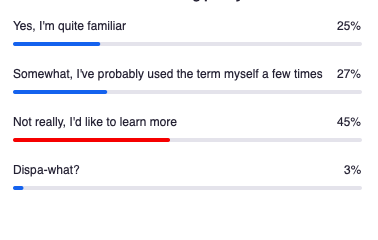 Yes, I'm quite familiar 25%
Somewhat, I've probably used the term myself a few times 27%
Not really, I'd like to learn more 45%
Dispa-what? 3%